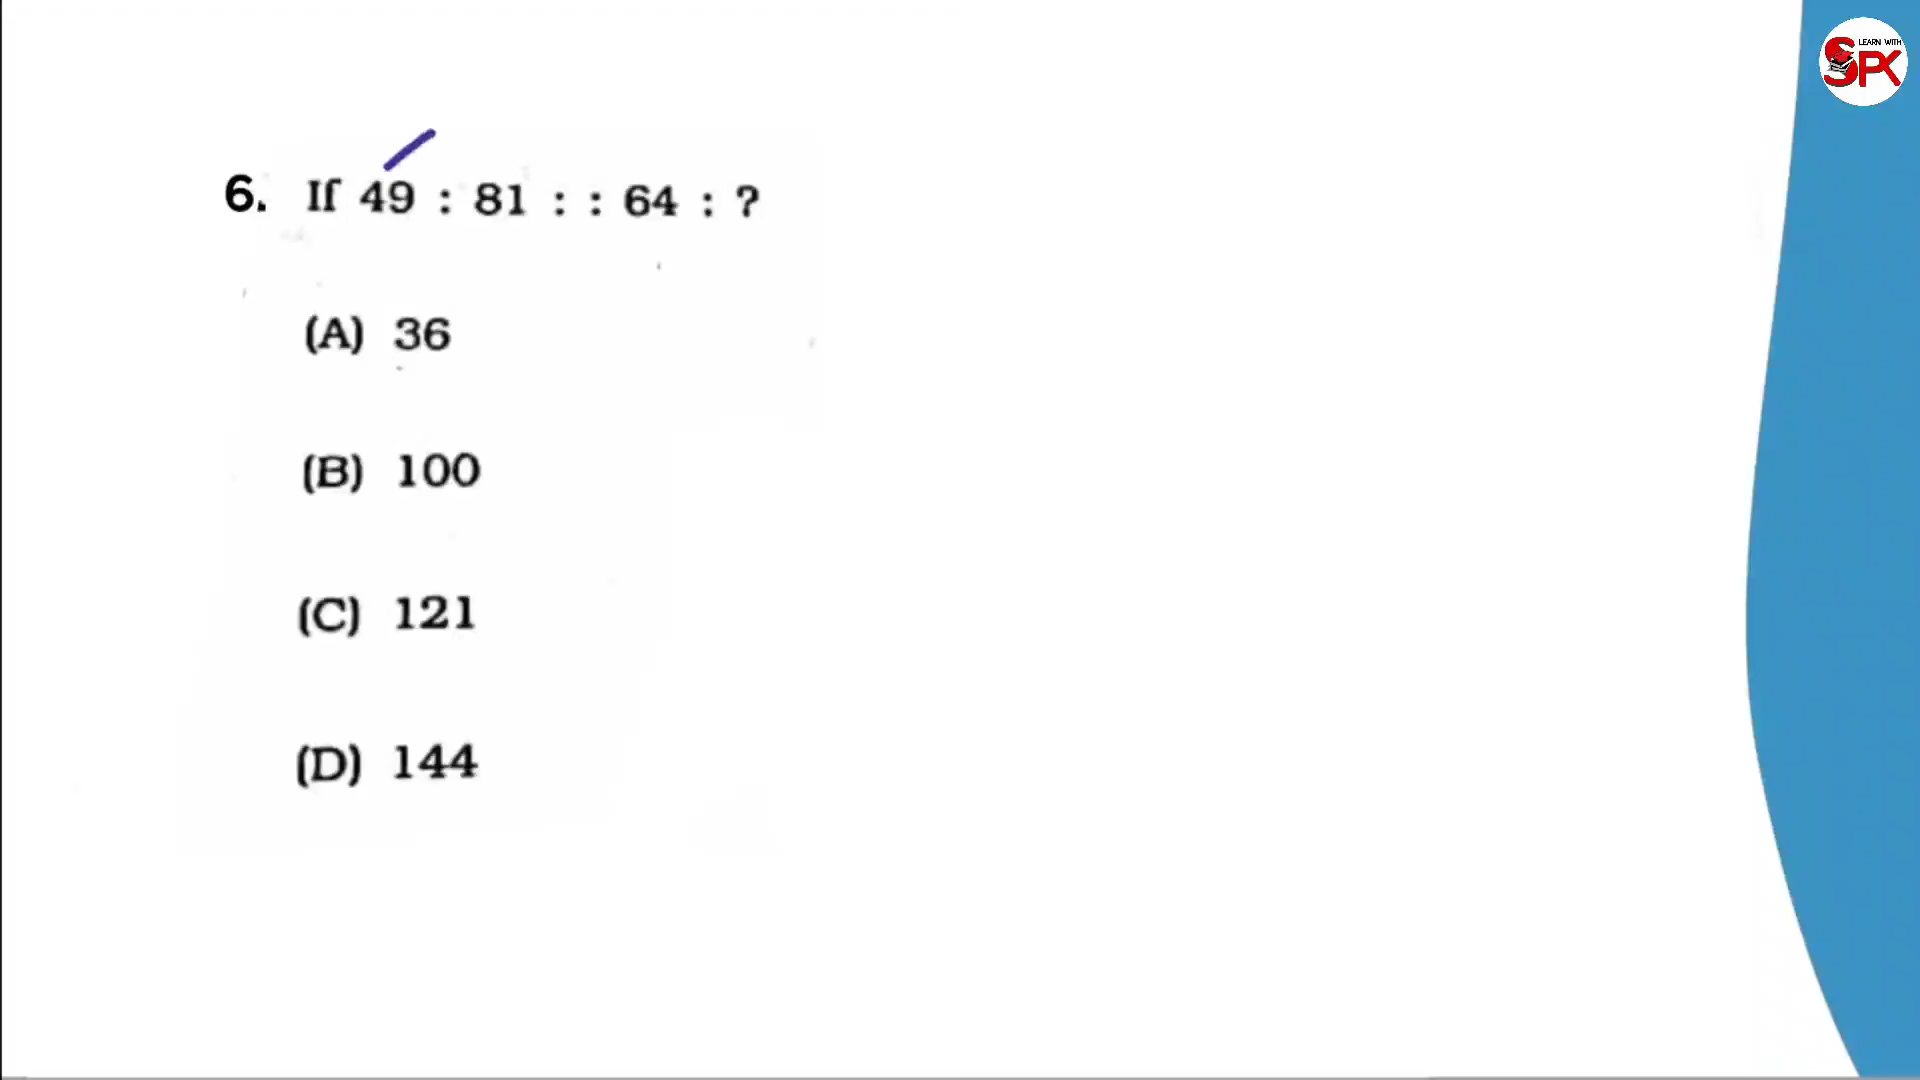 LEARN WITH
SPK
6. If 49 : 81 : : 64 : ?
(A) 36
(B) 100
(C) 121
(D) 144